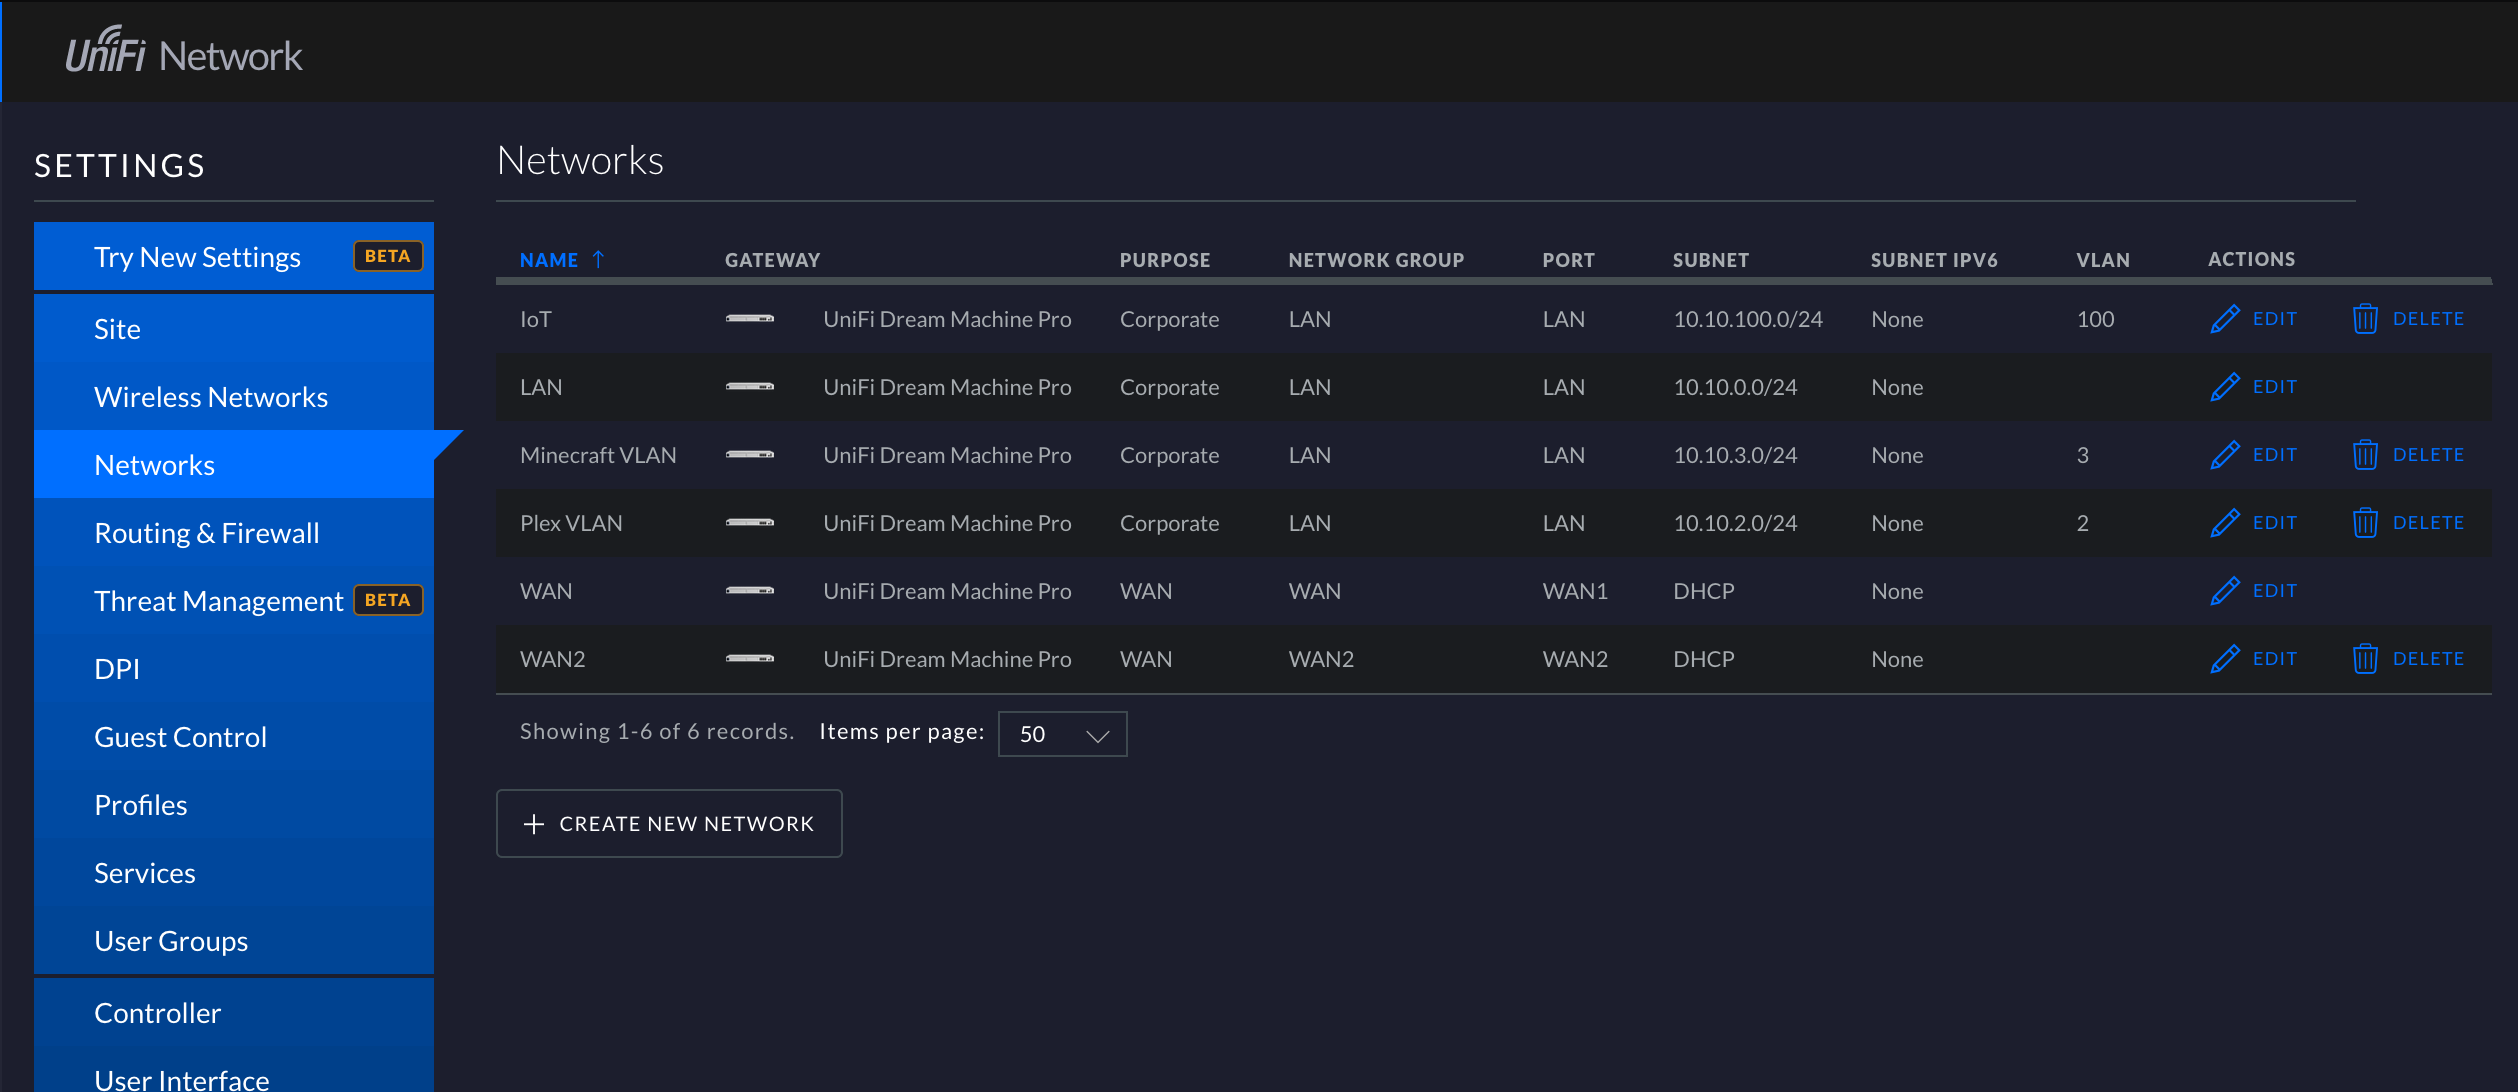 UniFi Network
SETTINGS
Try New Settings BETA
Site
Wireless Networks
Networks
Routing & Firewall
Threat Management BETA
DPI
Guest Control
Profiles
Services
User Groups
Controller
User Interface
Networks
NAME ↑ GATEWAY PURPOSE NETWORK GROUP PORT SUBNET SUBNET IPV6 VLAN ACTIONS
IoT UniFi Dream Machine Pro Corporate LAN LAN 10.10.100.0/24 None 100 EDIT DELETE
LAN UniFi Dream Machine Pro Corporate LAN LAN 10.10.0.0/24 None EDIT
Minecraft VLAN UniFi Dream Machine Pro Corporate LAN LAN 10.10.3.0/24 None 3 EDIT DELETE
Plex VLAN UniFi Dream Machine Pro Corporate LAN LAN 10.10.2.0/24 None 2 EDIT DELETE
WAN UniFi Dream Machine Pro WAN WAN WAN1 DHCP None EDIT
WAN2 UniFi Dream Machine Pro WAN WAN2 WAN2 DHCP None EDIT DELETE
Showing 1-6 of 6 records. Items per page: 50
+ CREATE NEW NETWORK